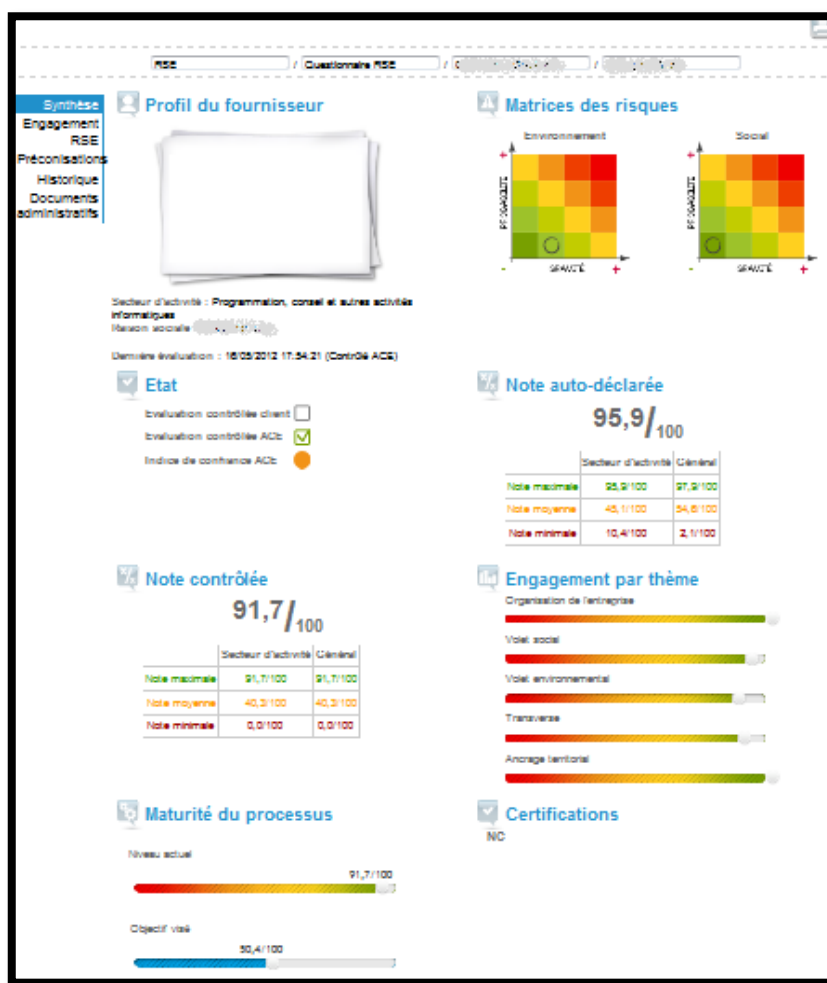 RSE / Questionnaire RSE / /
Synthèse
Engagement
RSE
Préconisations
Historique
Documents
administratifs
Profil du fournisseur
Secteur d'activité : Programmation, conseil et autres activités
informatiques
Raison sociale
Dernière évaluation : 16/05/2012 17:54:21 (Contrôlé ACE)
Matrices des risques
Environnement
Social
+
PROBABILITÉ
- GRAVITÉ +
+
PROBABILITÉ
- GRAVITÉ +
Etat
Evaluation contrôlée client
Evaluation contrôlée ACE
Indice de confiance ACE
Note auto-déclarée
95,9/100
Secteur d'activité Général
Note maximale 95,9/100 97,9/100
Note moyenne 45,1/100 54,6/100
Note minimale 10,4/100 2,1/100
Note contrôlée
91,7/100
Secteur d'activité Général
Note maximale 91,7/100 91,7/100
Note moyenne 40,3/100 40,3/100
Note minimale 0,0/100 0,0/100
Engagement par thème
Organisation de l'entreprise
Volet social
Volet environnemental
Transverse
Ancrage territorial
Maturité du processus
Niveau actuel
91,7/100
Objectif visé
50,4/100
Certifications
NC